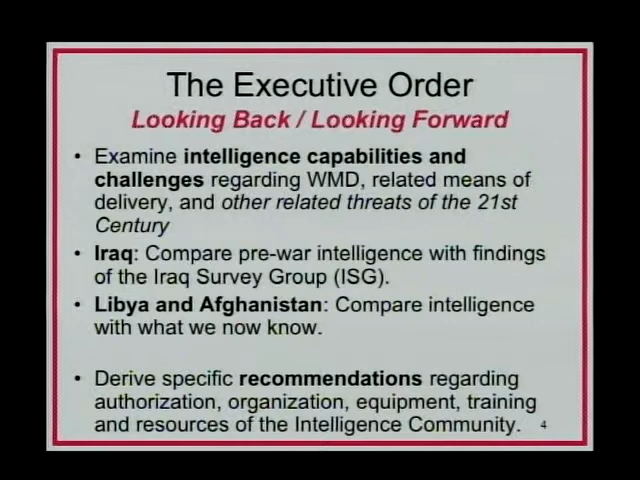 The Executive Order
Looking Back / Looking Forward
• Examine intelligence capabilities and
challenges regarding WMD, related means of
delivery, and other related threats of the 21st
Century
• Iraq: Compare pre-war intelligence with findings
of the Iraq Survey Group (ISG).
• Libya and Afghanistan: Compare intelligence
with what we now know.
• Derive specific recommendations regarding
authorization, organization, equipment, training
and resources of the Intelligence Community.
4